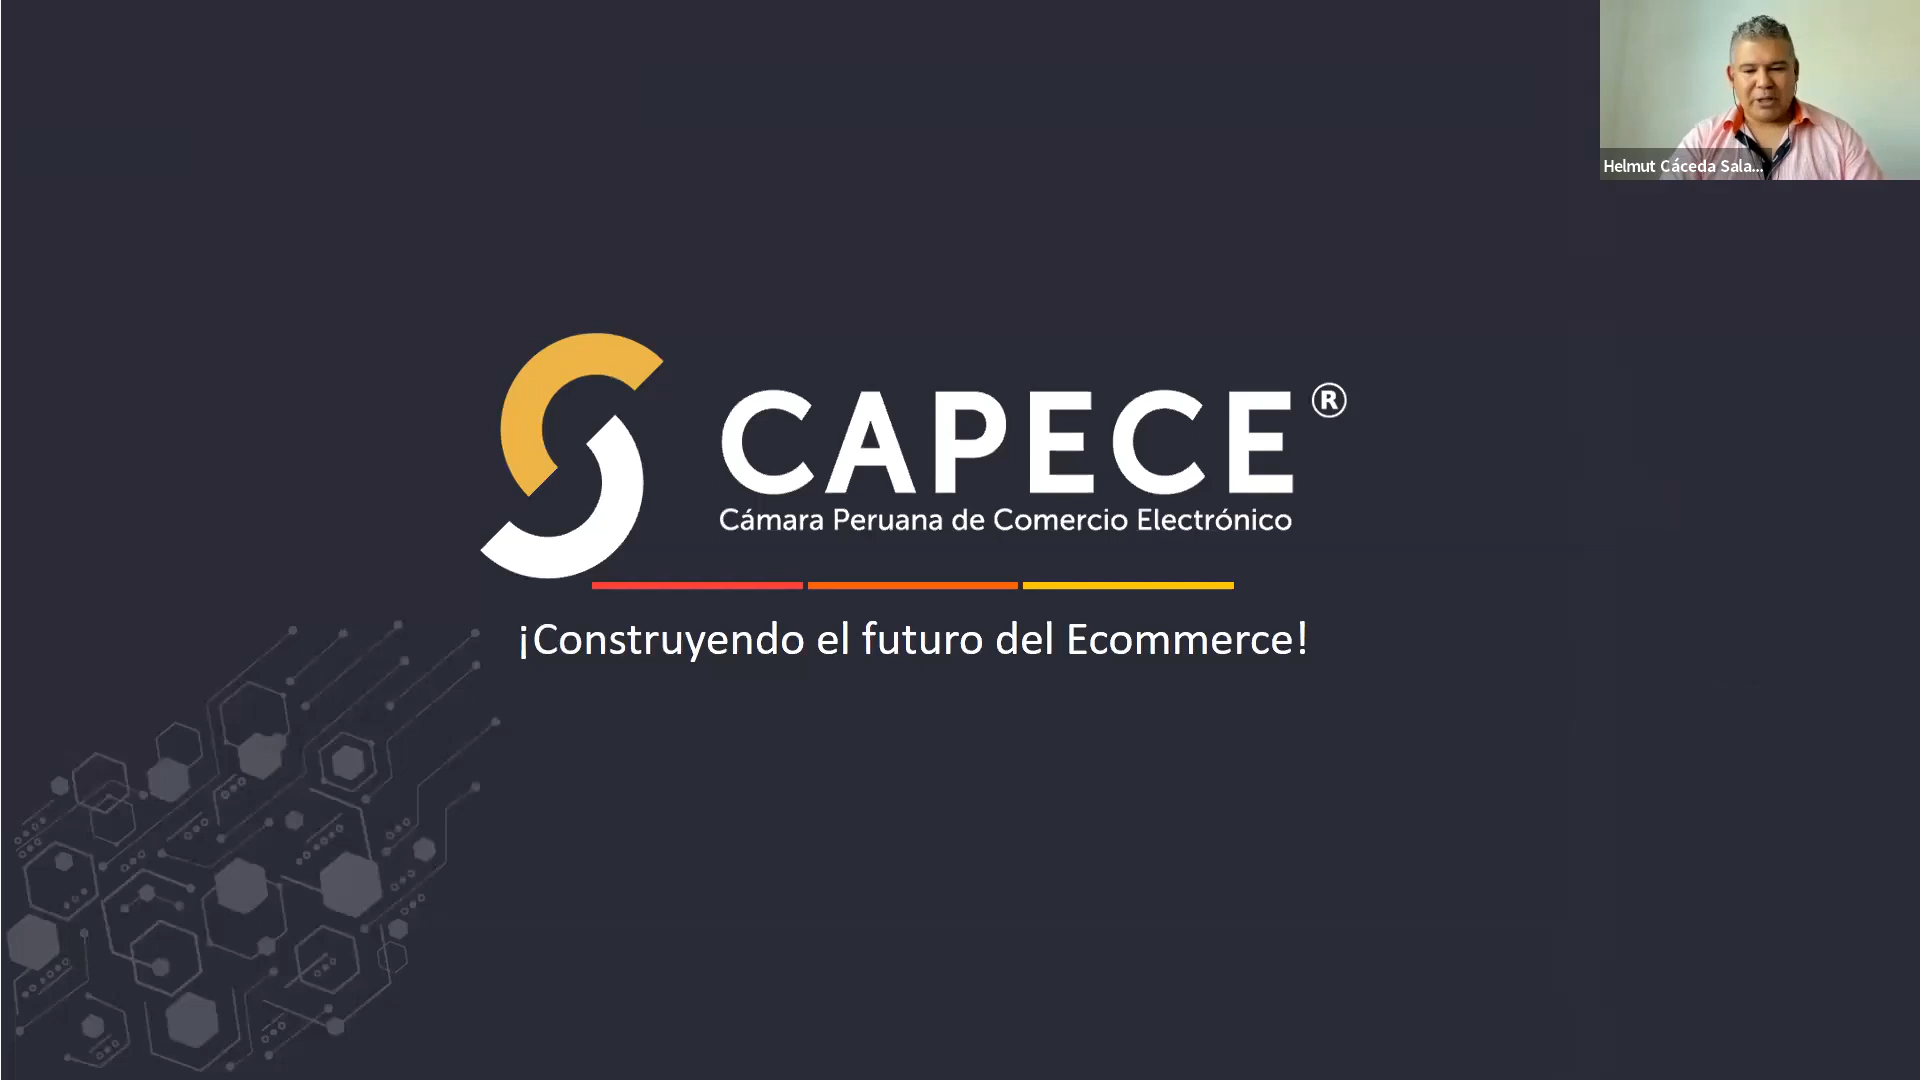 Helmut Cáceda Sala...
CAPECE ®
Cámara Peruana de Comercio Electrónico
¡Construyendo el futuro del Ecommerce!